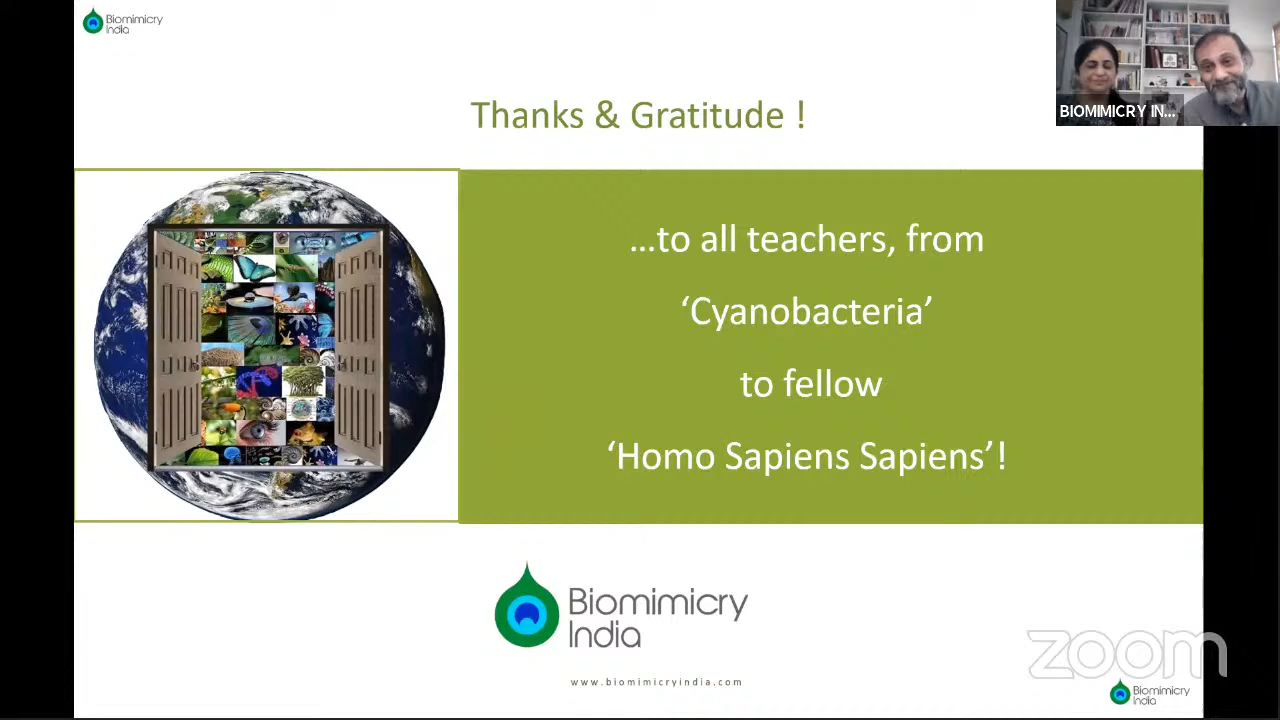 Biomimicry
India
BIOMIMICRY IN...
Thanks & Gratitude !
...to all teachers, from
‘Cyanobacteria’
to fellow
‘Homo Sapiens Sapiens’!
Biomimicry
India
www.biomimicryindia.com
zoom
Biomimicry
India